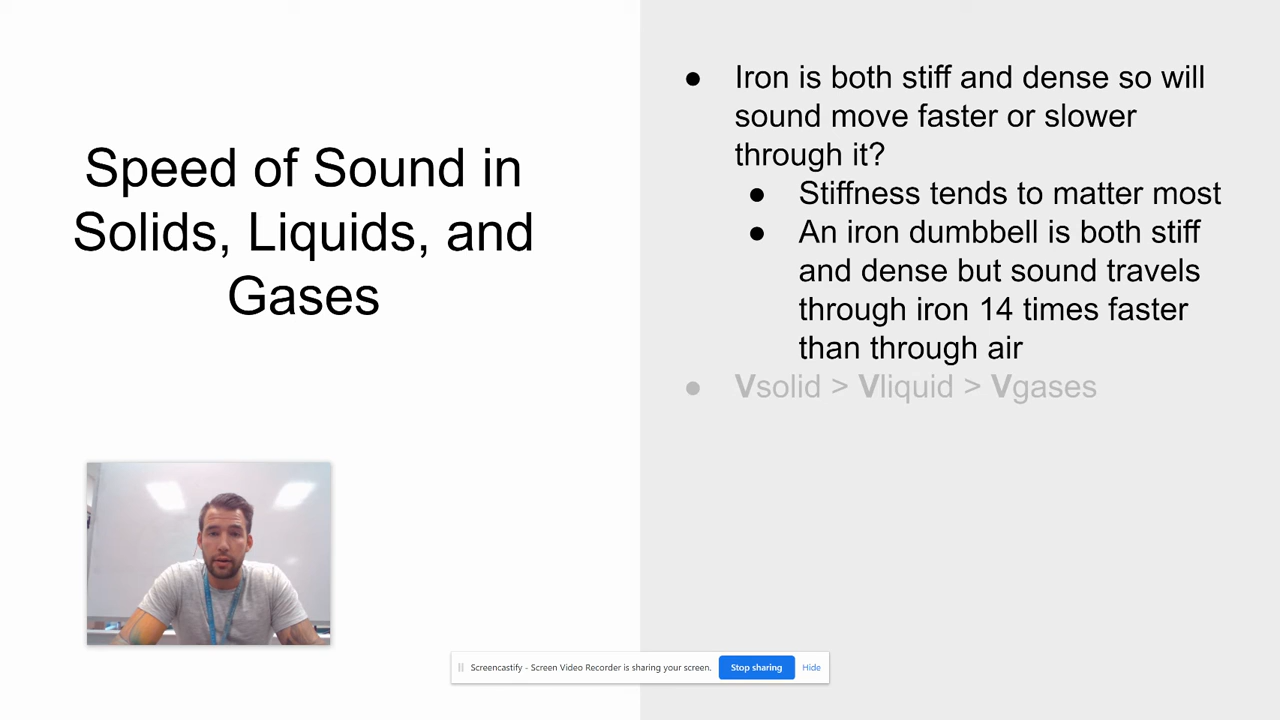 Speed of Sound in
Solids, Liquids, and
Gases
● Iron is both stiff and dense so will
sound move faster or slower
through it?
● Stiffness tends to matter most
● An iron dumbbell is both stiff
and dense but sound travels
through iron 14 times faster
than through air
● Vsolid > Vliquid > Vgases
Screencastify - Screen Video Recorder is sharing your screen. Stop sharing Hide